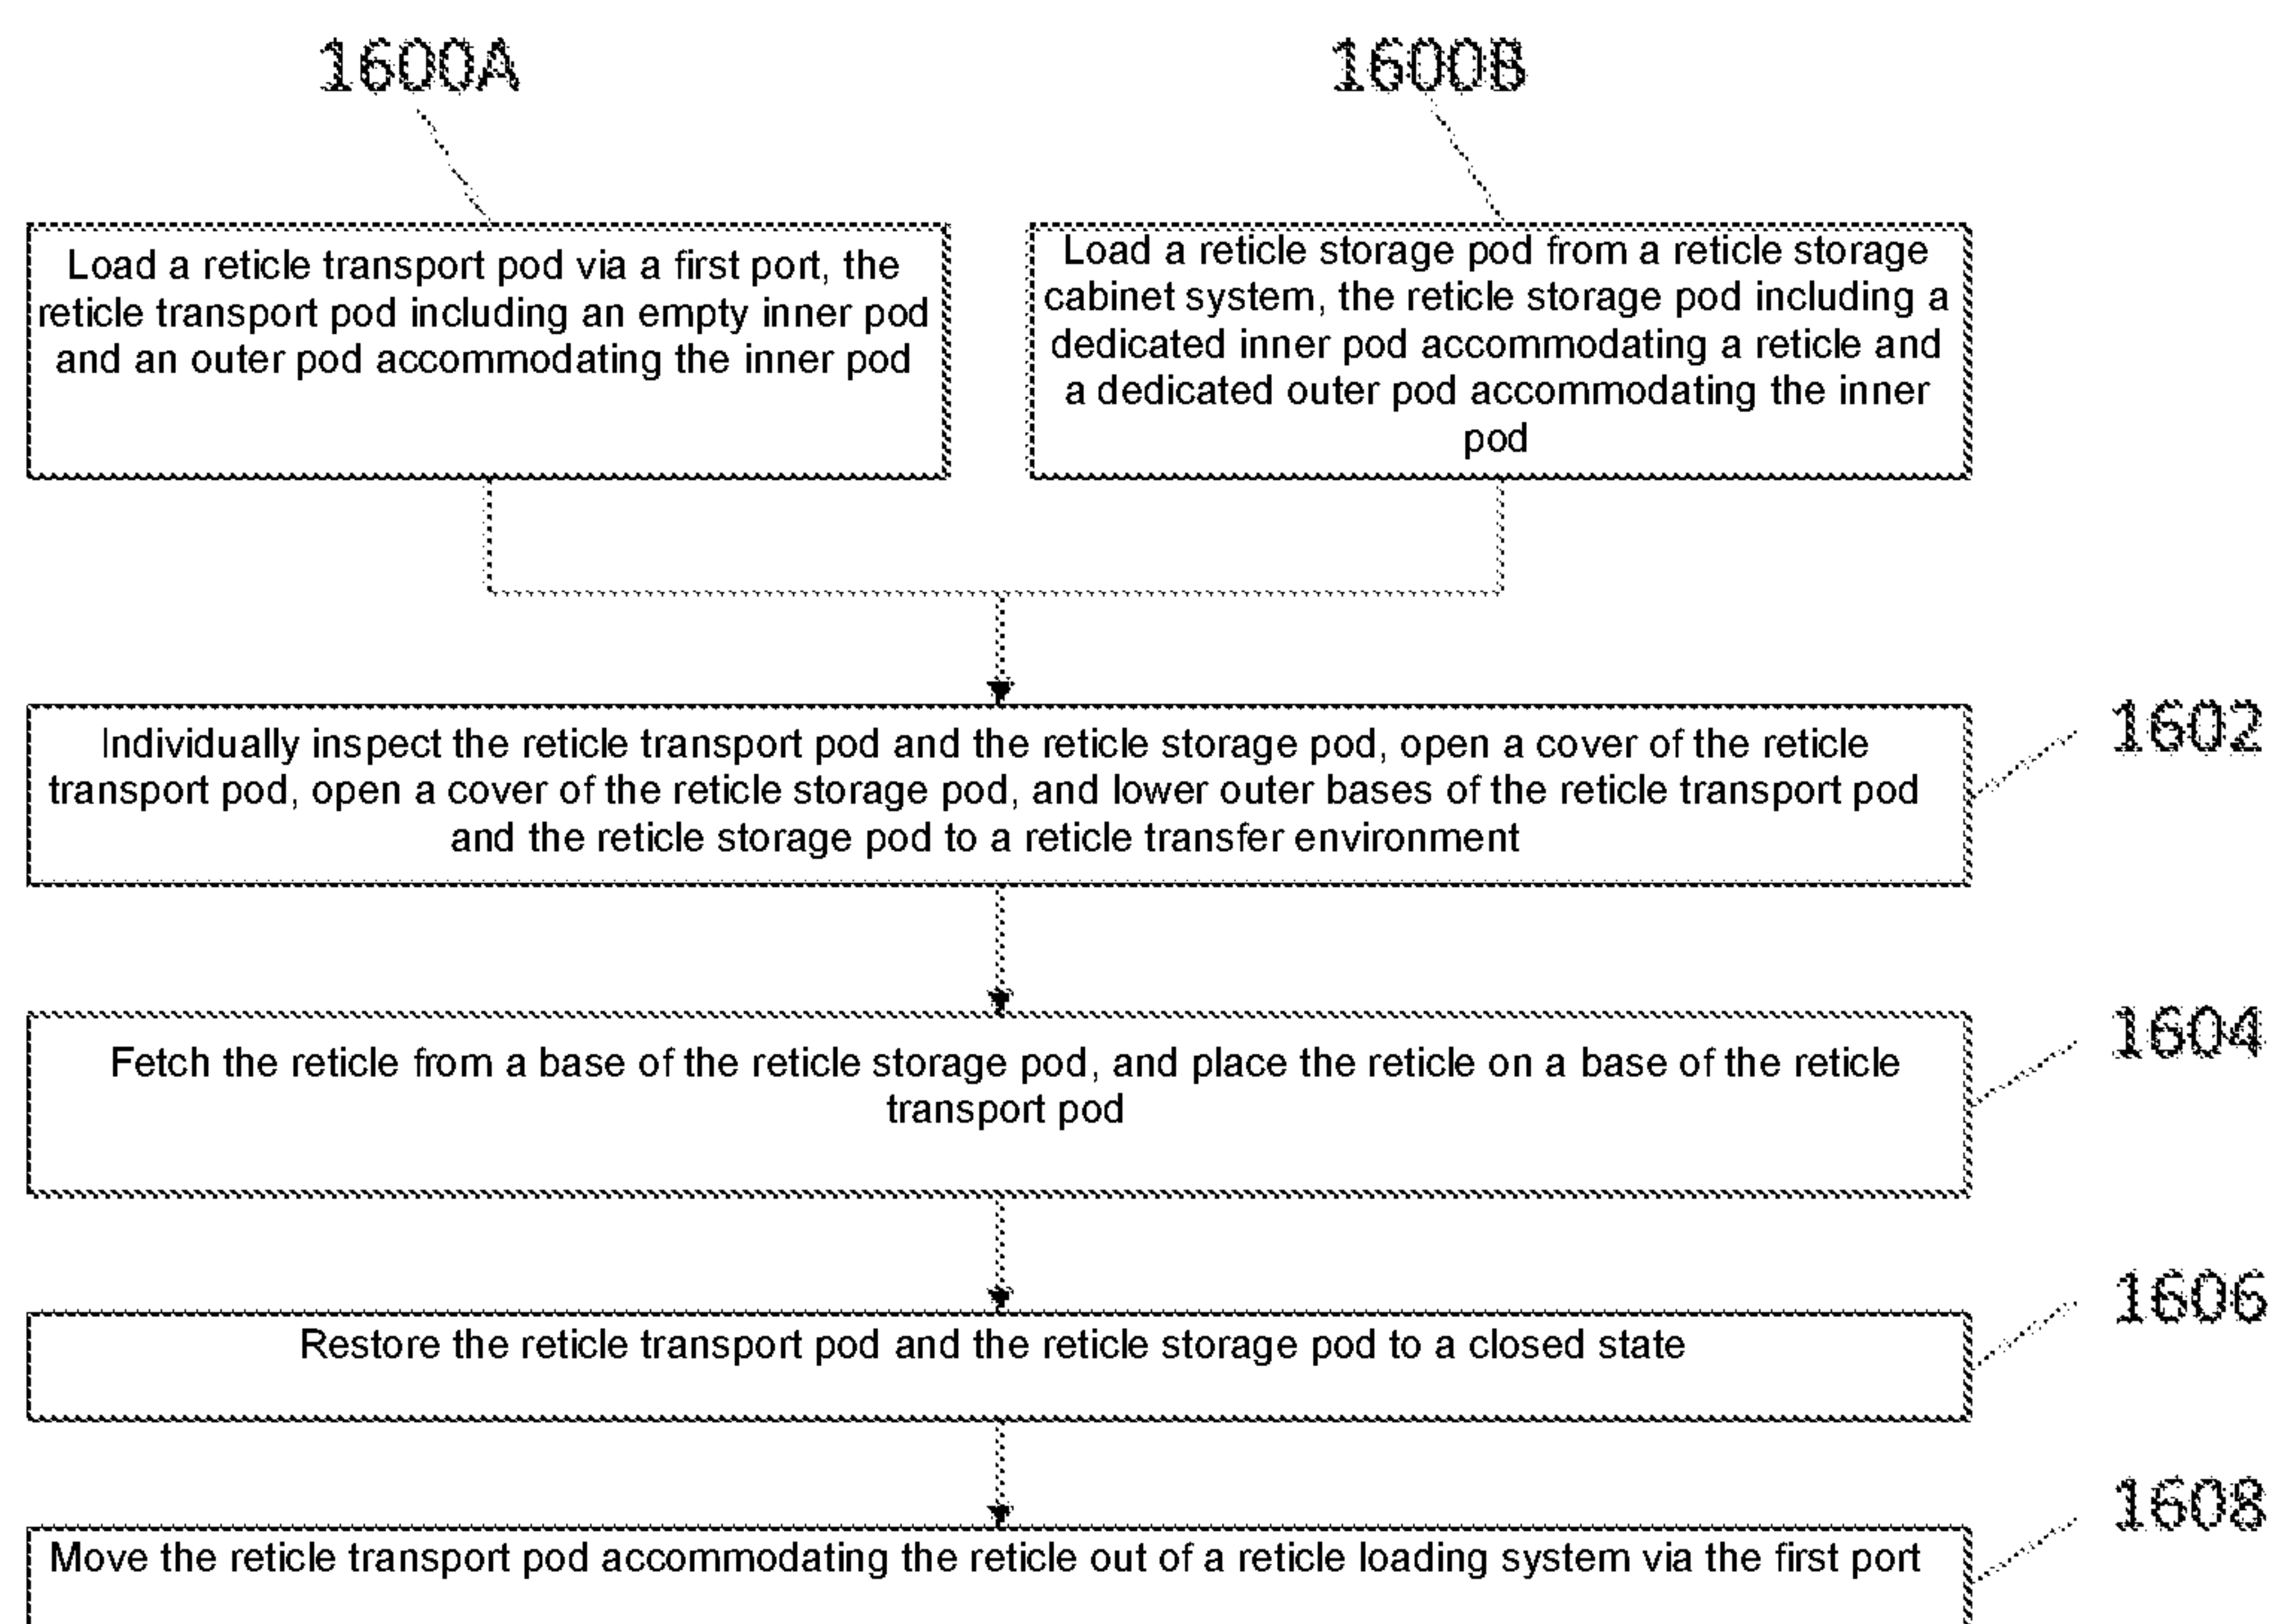 1600A
1600B
Load a reticle transport pod via a first port, the
reticle transport pod including an empty inner pod
and an outer pod accommodating the inner pod
Load a reticle storage pod from a reticle storage
cabinet system, the reticle storage pod including a
dedicated inner pod accommodating a reticle and
a dedicated outer pod accommodating the inner
pod
Individually inspect the reticle transport pod and the reticle storage pod, open a cover of the reticle
transport pod, open a cover of the reticle storage pod, and lower outer bases of the reticle transport pod
and the reticle storage pod to a reticle transfer environment
1602
Fetch the reticle from a base of the reticle storage pod, and place the reticle on a base of the reticle
transport pod
1604
Restore the reticle transport pod and the reticle storage pod to a closed state
1606
Move the reticle transport pod accommodating the reticle out of a reticle loading system via the first port
1608